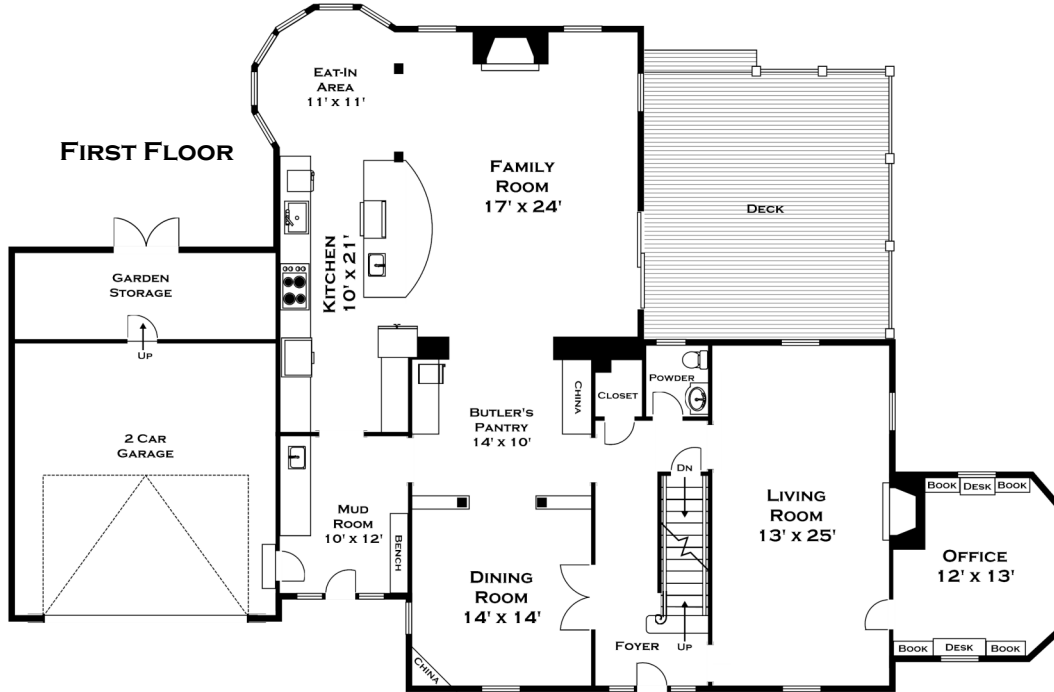 Eat-In
Area
11' x 11'
First Floor
Family
Room
17' x 24'
Deck
Kitchen
10' x 21'
Garden
Storage
Up
Powder
China
Closet
Butler's
Pantry
14' x 10'
2 Car
Garage
Dn
Book
Desk
Book
Living
Room
13' x 25'
Mud
Room
10' x 12'
Bench
Office
12' x 13'
Dining
Room
14' x 14'
Foyer
Up
Book
Desk
Book
China